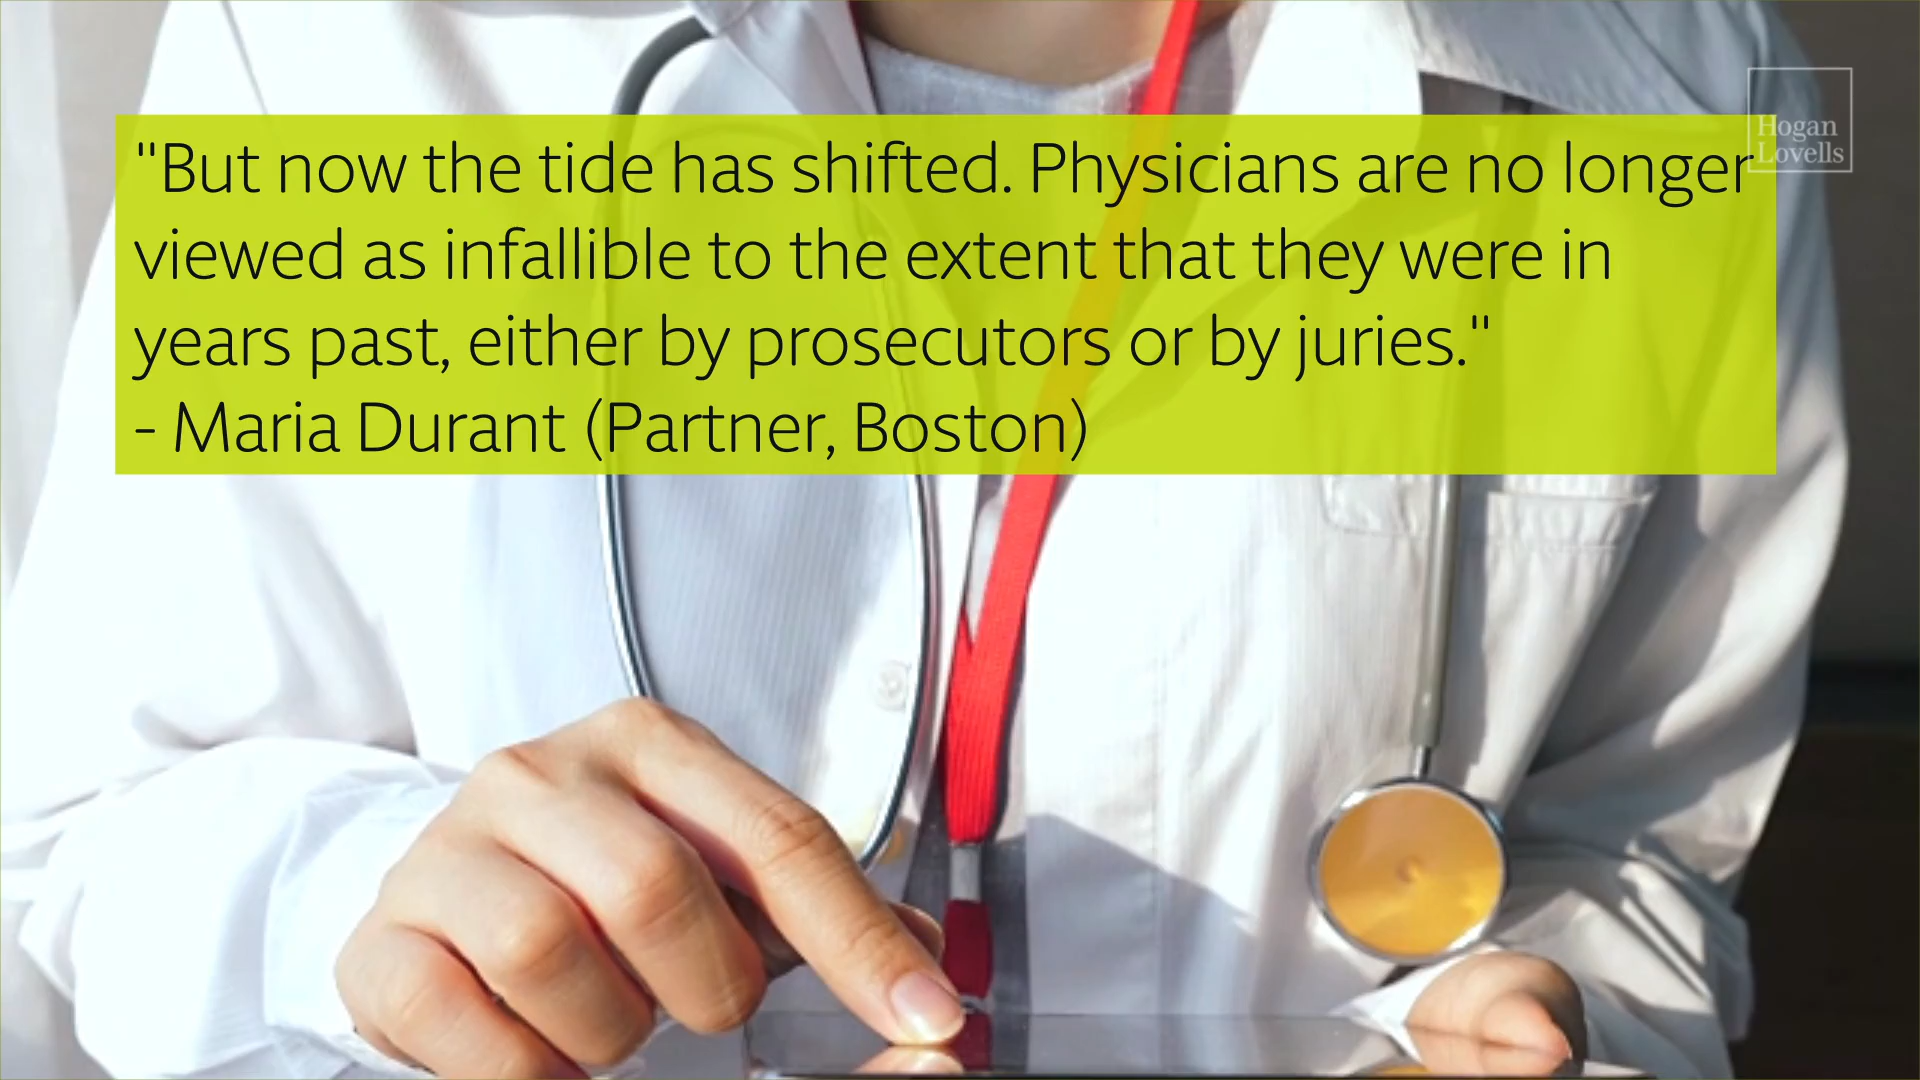 "But now the tide has shifted. Physicians are no longer
viewed as infallible to the extent that they were in
years past, either by prosecutors or by juries."
- Maria Durant (Partner, Boston)
Hogan
Lovells